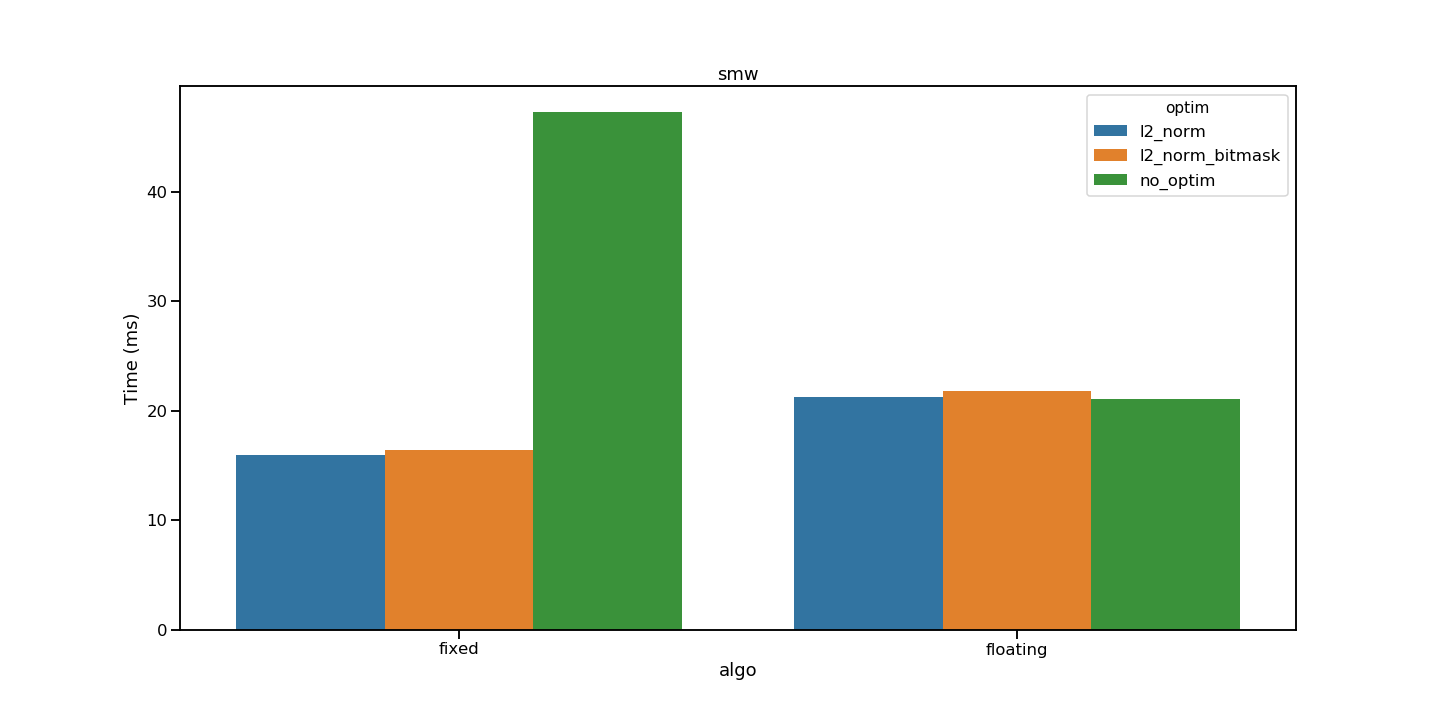 smw
optim
l2_norm
l2_norm_bitmask
no_optim
Time (ms)
40
30
20
10
0
fixed
floating
algo